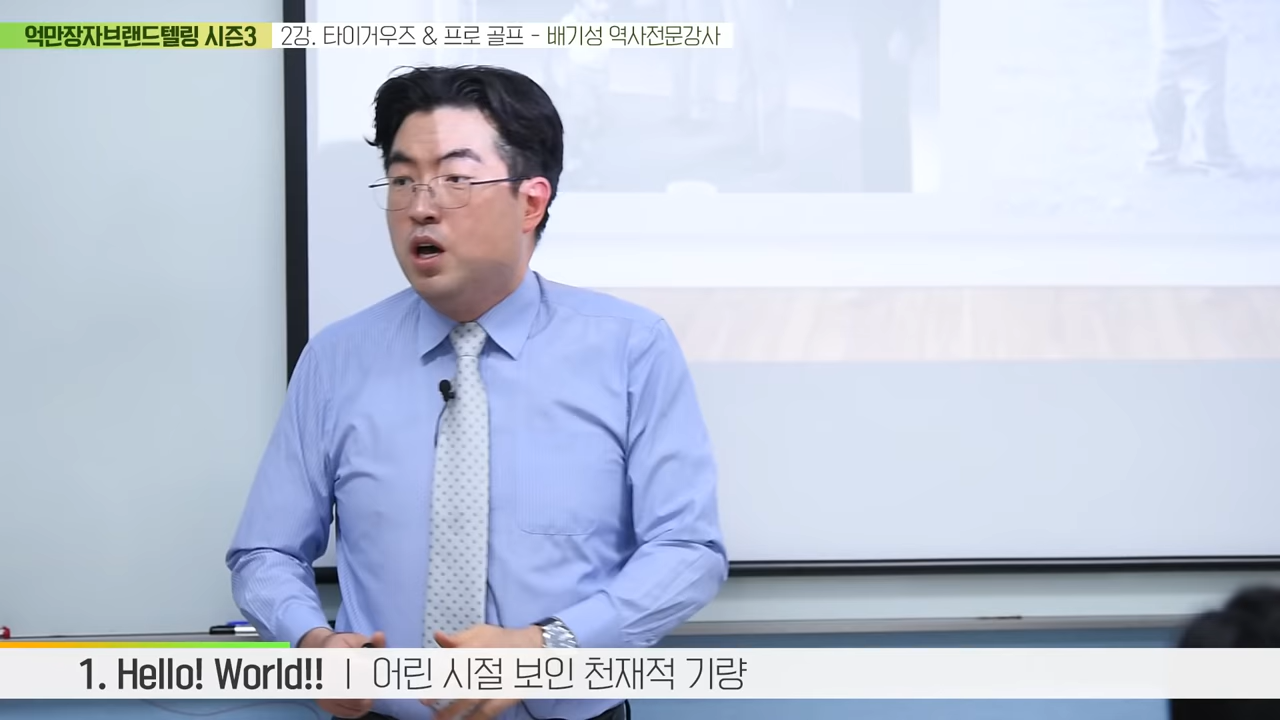 억만장자브랜드텔링 시즌3 2강. 타이거우즈 & 프로 골프 - 배기성 역사전문강사
1. Hello! World!! | 어린 시절 보인 천재적 기량